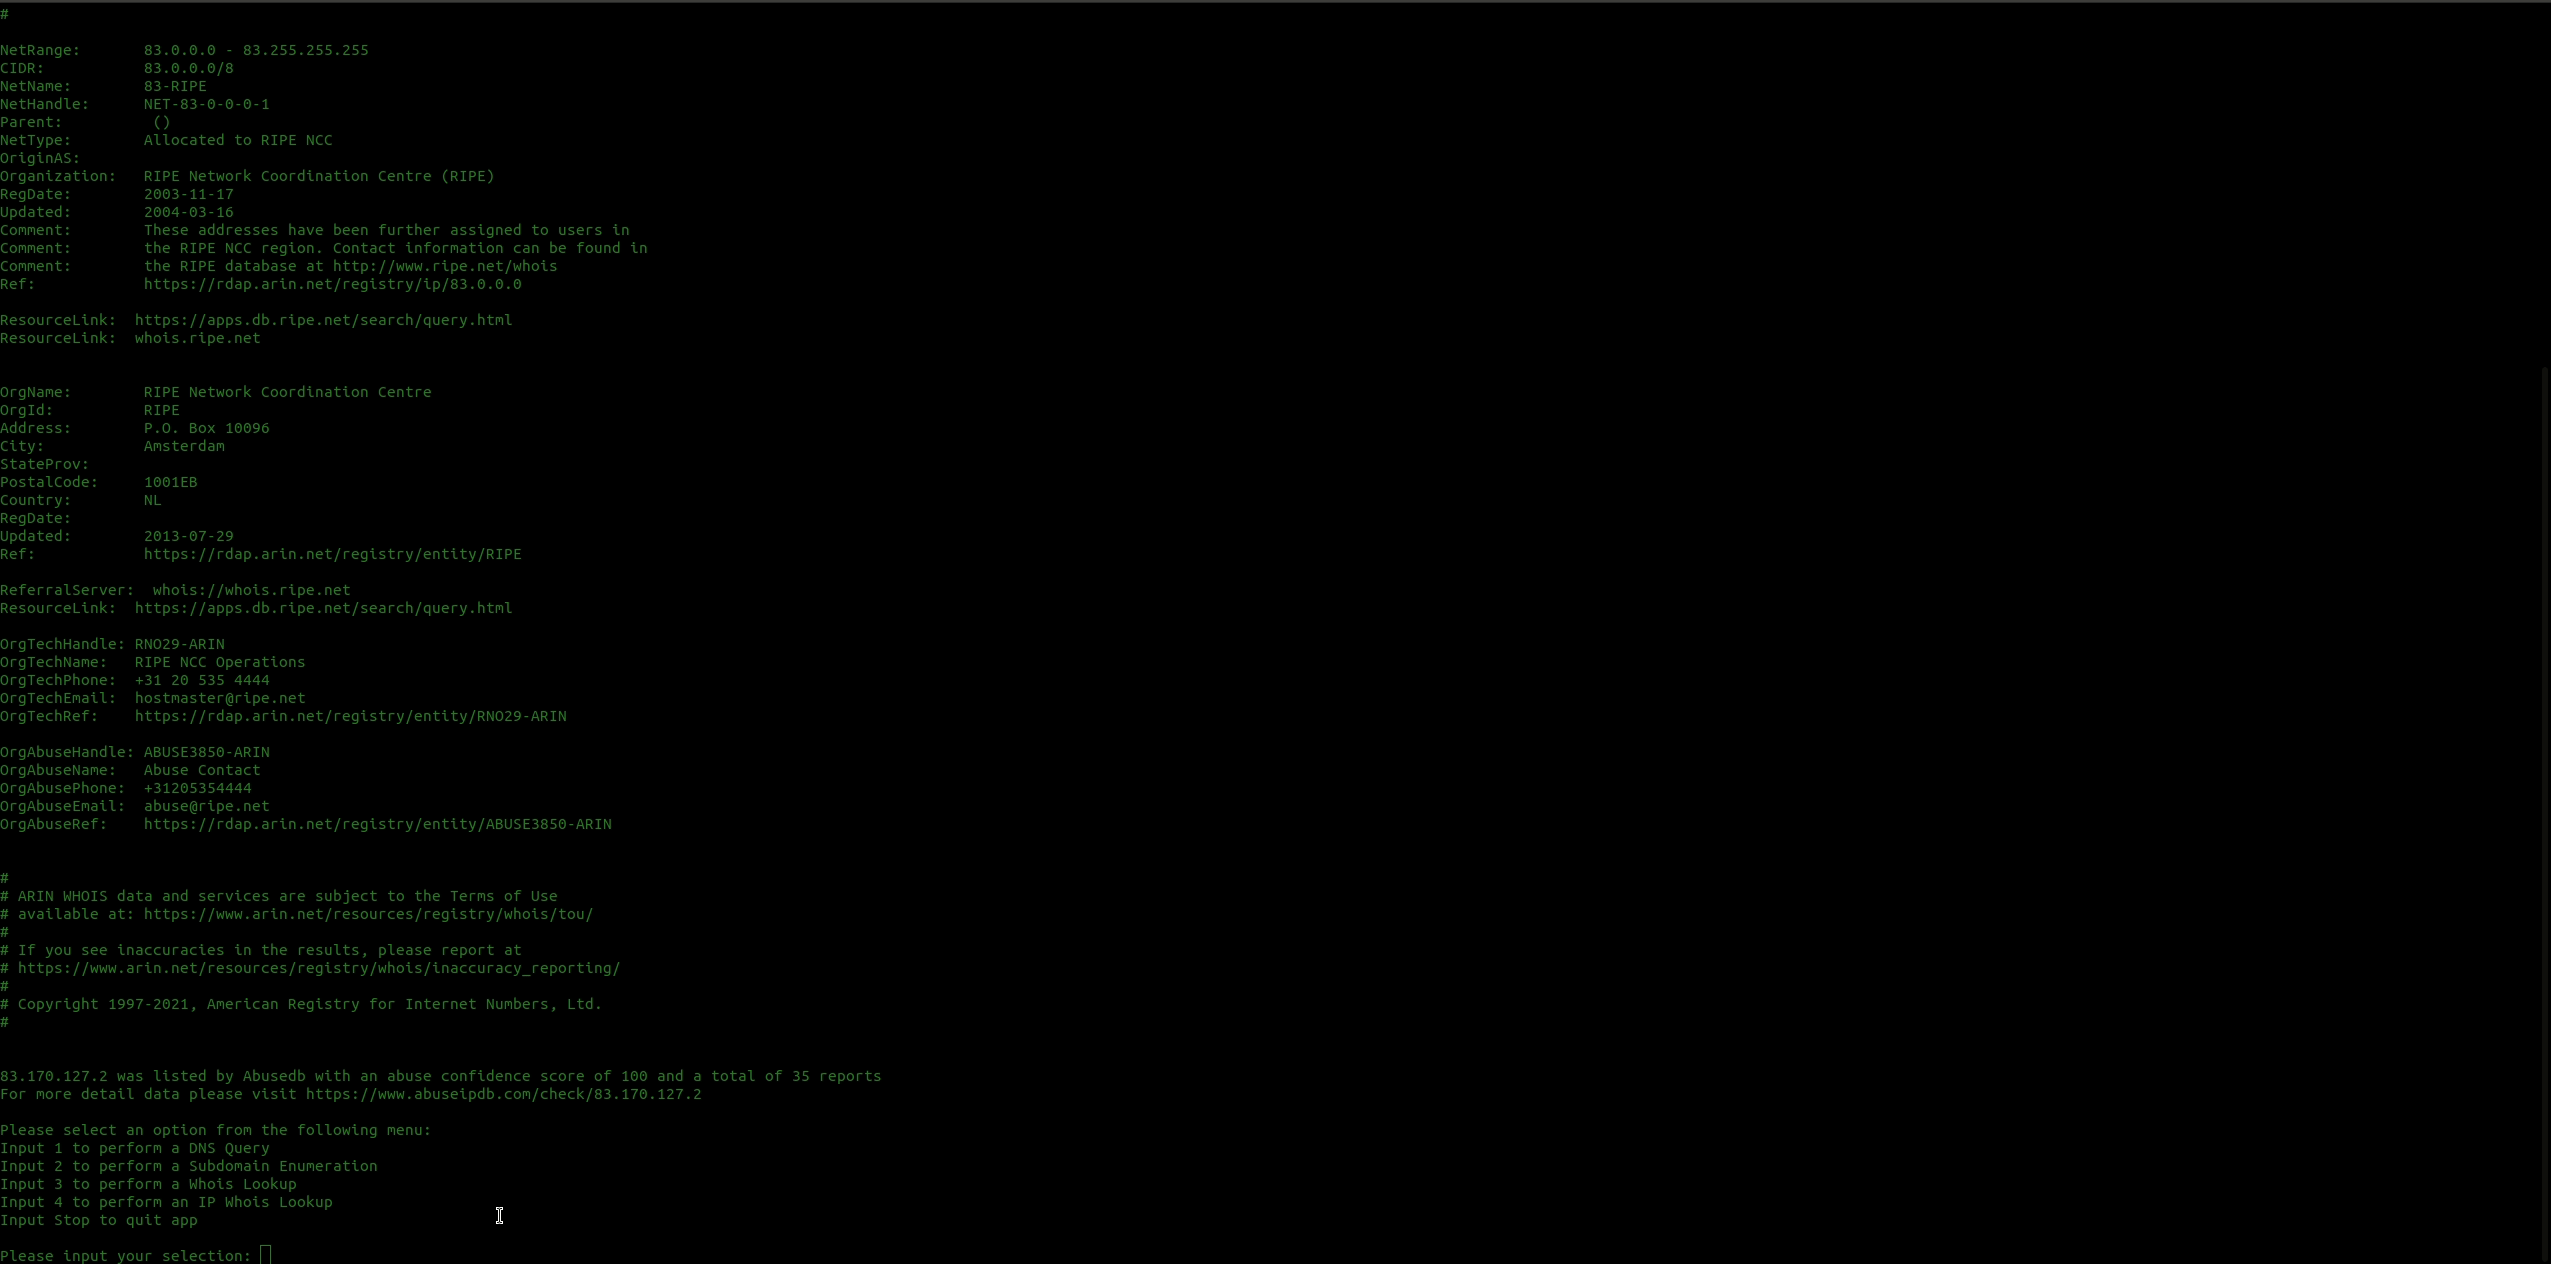 #
NetRange:       83.0.0.0 - 83.255.255.255
CIDR:           83.0.0.0/8
NetName:        83-RIPE
NetHandle:      NET-83-0-0-0-1
Parent:          ()
NetType:        Allocated to RIPE NCC
OriginAS:
Organization:   RIPE Network Coordination Centre (RIPE)
RegDate:        2003-11-17
Updated:        2004-03-16
Comment:        These addresses have been further assigned to users in
Comment:        the RIPE NCC region. Contact information can be found in
Comment:        the RIPE database at http://www.ripe.net/whois
Ref:            https://rdap.arin.net/registry/ip/83.0.0.0
ResourceLink:  https://apps.db.ripe.net/search/query.html
ResourceLink:  whois.ripe.net
OrgName:        RIPE Network Coordination Centre
OrgId:          RIPE
Address:        P.O. Box 10096
City:           Amsterdam
StateProv:
PostalCode:     1001EB
Country:        NL
RegDate:
Updated:        2013-07-29
Ref:            https://rdap.arin.net/registry/entity/RIPE
ReferralServer:  whois://whois.ripe.net
ResourceLink:  https://apps.db.ripe.net/search/query.html
OrgTechHandle: RNO29-ARIN
OrgTechName:   RIPE NCC Operations
OrgTechPhone:  +31 20 535 4444
OrgTechEmail:  hostmaster@ripe.net
OrgTechRef:    https://rdap.arin.net/registry/entity/RNO29-ARIN
OrgAbuseHandle: ABUSE3850-ARIN
OrgAbuseName:   Abuse Contact
OrgAbusePhone:  +31205354444
OrgAbuseEmail:  abuse@ripe.net
OrgAbuseRef:    https://rdap.arin.net/registry/entity/ABUSE3850-ARIN
#
# ARIN WHOIS data and services are subject to the Terms of Use
# available at: https://www.arin.net/resources/registry/whois/tou/
#
# If you see inaccuracies in the results, please report at
# https://www.arin.net/resources/registry/whois/inaccuracy_reporting/
#
# Copyright 1997-2021, American Registry for Internet Numbers, Ltd.
#
83.170.127.2 was listed by Abusedb with an abuse confidence score of 100 and a total of 35 reports
For more detail data please visit https://www.abuseipdb.com/check/83.170.127.2
Please select an option from the following menu:
Input 1 to perform a DNS Query
Input 2 to perform a Subdomain Enumeration
Input 3 to perform a Whois Lookup
Input 4 to perform an IP Whois Lookup
Input Stop to quit app
Please input your selection: